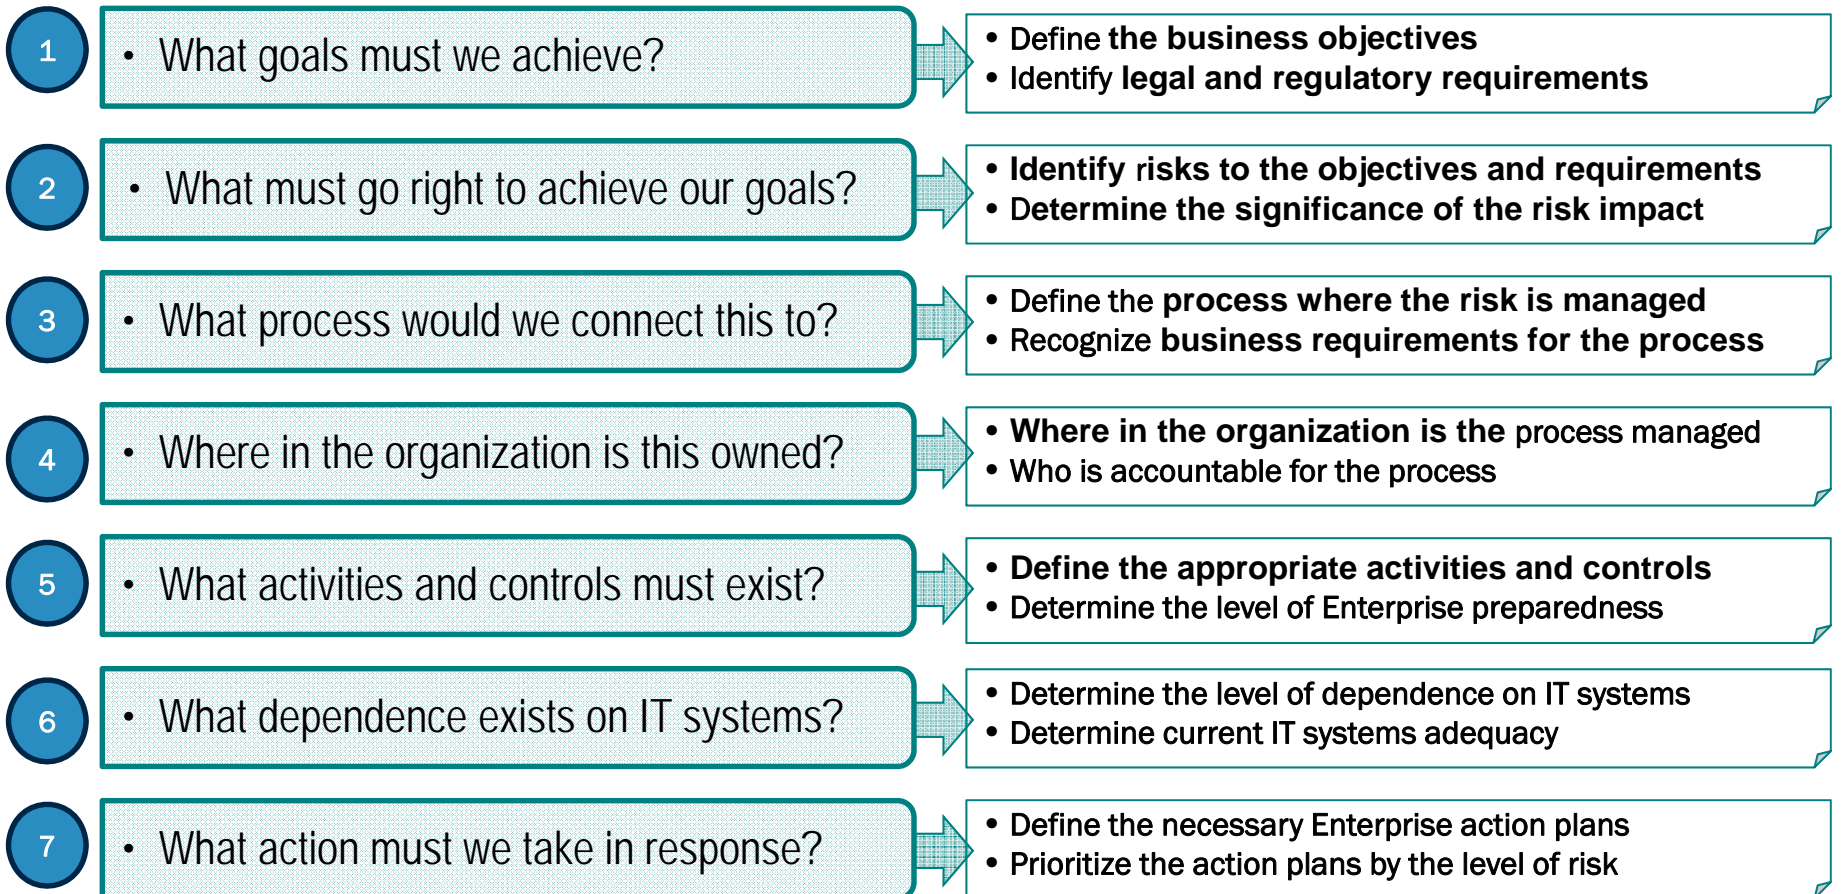 1
• What goals must we achieve?
• Define the business objectives
• Identify legal and regulatory requirements
2
• What must go right to achieve our goals?
• Identify risks to the objectives and requirements
• Determine the significance of the risk impact
3
• What process would we connect this to?
• Define the process where the risk is managed
• Recognize business requirements for the process
4
• Where in the organization is this owned?
• Where in the organization is the process managed
• Who is accountable for the process
5
• What activities and controls must exist?
• Define the appropriate activities and controls
• Determine the level of Enterprise preparedness
6
• What dependence exists on IT systems?
• Determine the level of dependence on IT systems
• Determine current IT systems adequacy
7
• What action must we take in response?
• Define the necessary Enterprise action plans
• Prioritize the action plans by the level of risk